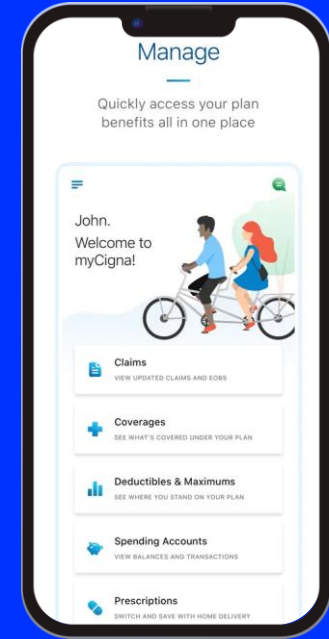 Manage
Quickly access your plan
benefits all in one place
John.
Welcome to
myCigna!
Claims
VIEW UPDATED CLAIMS AND EOBS
Coverages
SEE WHAT'S COVERED UNDER YOUR PLAN
Deductibles & Maximums
SEE WHERE YOU STAND ON YOUR PLAN
Spending Accounts
VIEW BALANCES AND TRANSACTIONS
Prescriptions
SWITCH AND SAVE WITH HOME DELIVERY